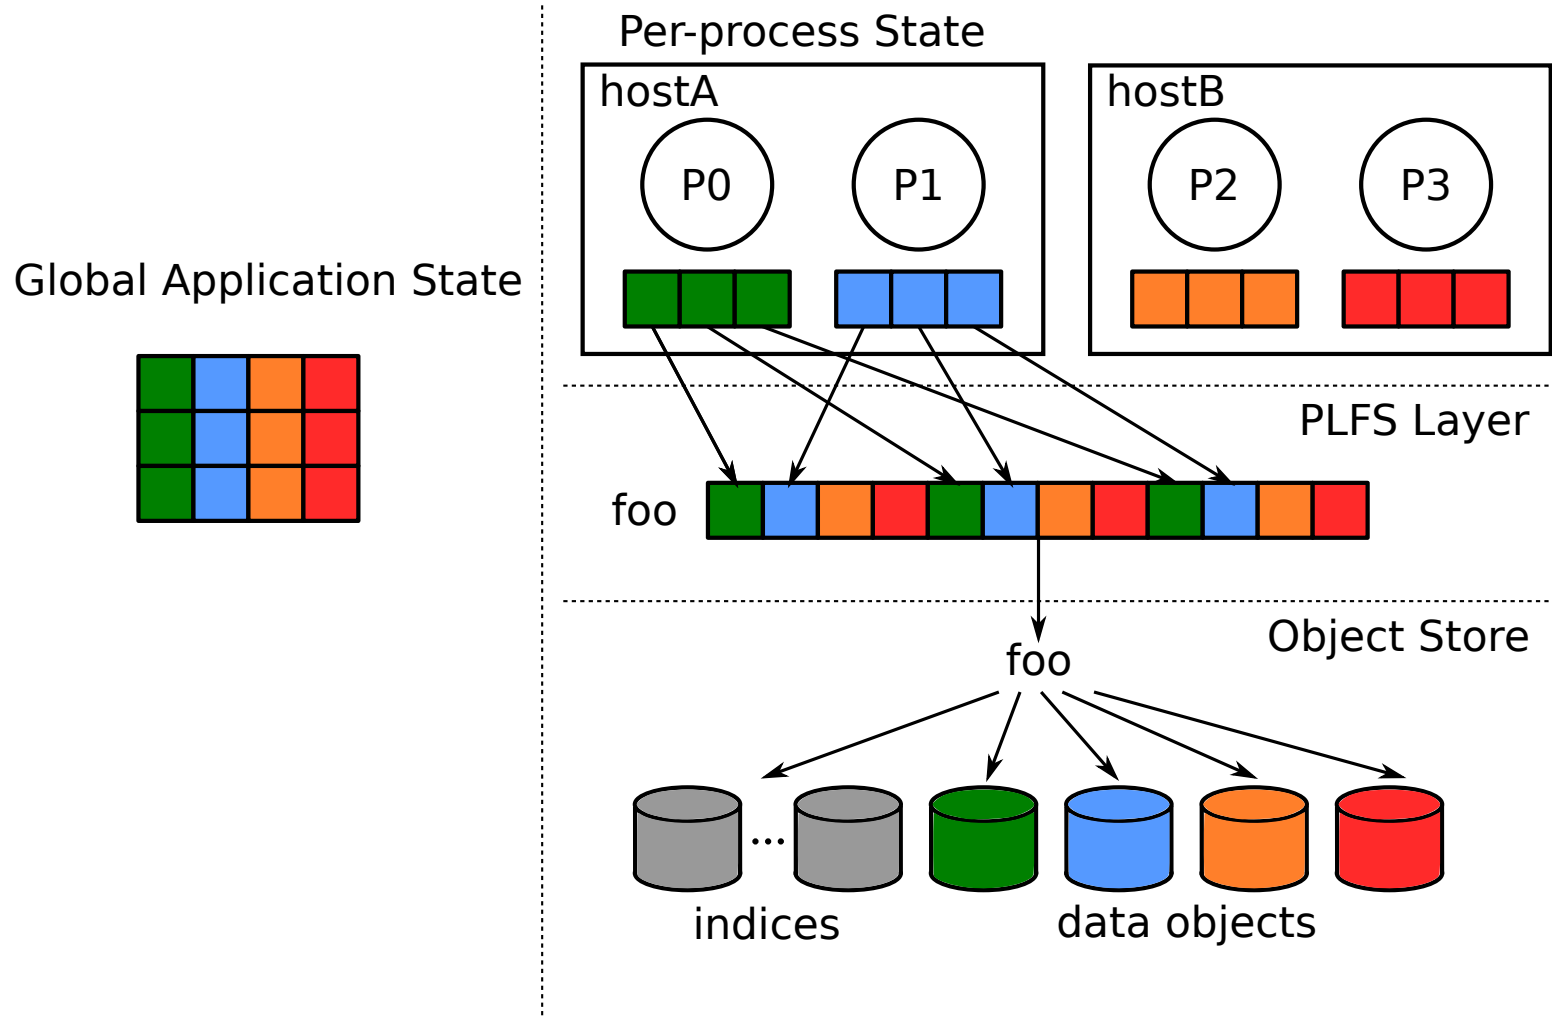 Global Application State
Per-process State
hostA
P0
P1
hostB
P2
P3
PLFS Layer
foo
Object Store
foo
...
indices
data objects